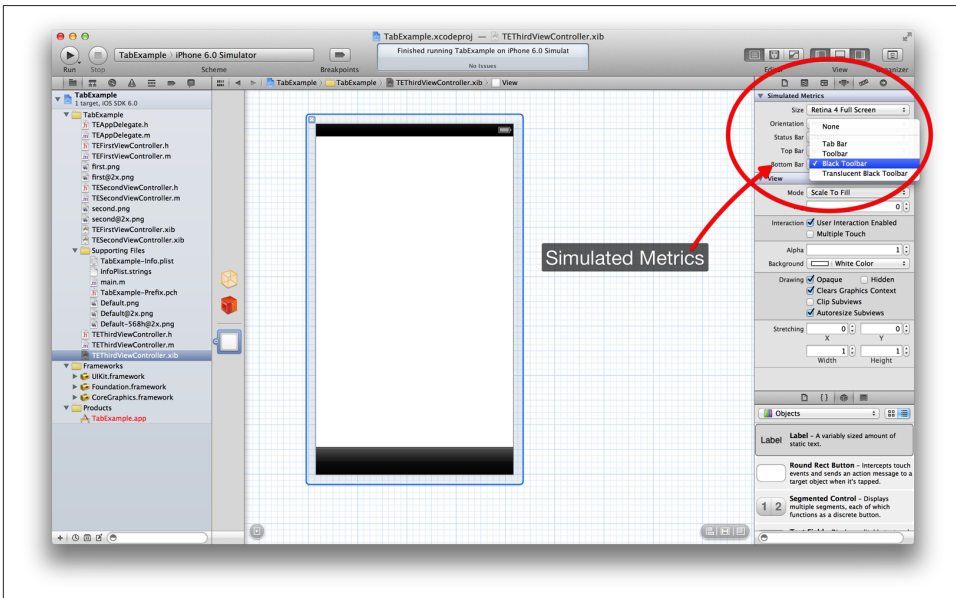 TabExample.xcodeproj — TEThirdViewController.xib
TabExample iPhone 6.0 Simulator
Finished running TabExample on iPhone 6.0 Simulat
No Issues
Run Stop Scheme Breakpoints View Organizer
TabExample TabExample TEThirdViewController.xib View
TabExample
1 target, iOS SDK 6.0
TabExample
TEAppDelegate.h
TEAppDelegate.m
TEFirstViewController.h
TEFirstViewController.m
first.png
first@2x.png
TESecondViewController.h
TESecondViewController.m
second.png
second@2x.png
TEFirstViewController.xib
TESecondViewController.xib
Supporting Files
TabExample-Info.plist
InfoPlist.strings
main.m
TabExample-Prefix.pch
Default.png
Default@2x.png
Default-568h@2x.png
TEThirdViewController.h
TEThirdViewController.m
TEThirdViewController.xib
Frameworks
UIKit.framework
Foundation.framework
CoreGraphics.framework
Products
TabExample.app
Simulated Metrics
Simulated Metrics
Size Retina 4 Full Screen
Orientation
None
Status Bar
Tab Bar
Top Bar
Toolbar
Bottom Bar ✓ Black Toolbar
Translucent Black Toolbar
View
Mode Scale To Fill
0
Interaction User Interaction Enabled
Multiple Touch
Alpha 1
Background White Color
Drawing Opaque Hidden
Clears Graphics Context
Clip Subviews
Autoresize Subviews
Stretching 0 0
X Y
1 1
Width Height
{}
Objects
Label Label – A variably sized amount of
static text.
Round Rect Button – Intercepts touch
events and sends an action message to a
target object when it's tapped.
1 2 Segmented Control – Displays
multiple segments, each of which
functions as a discrete button.